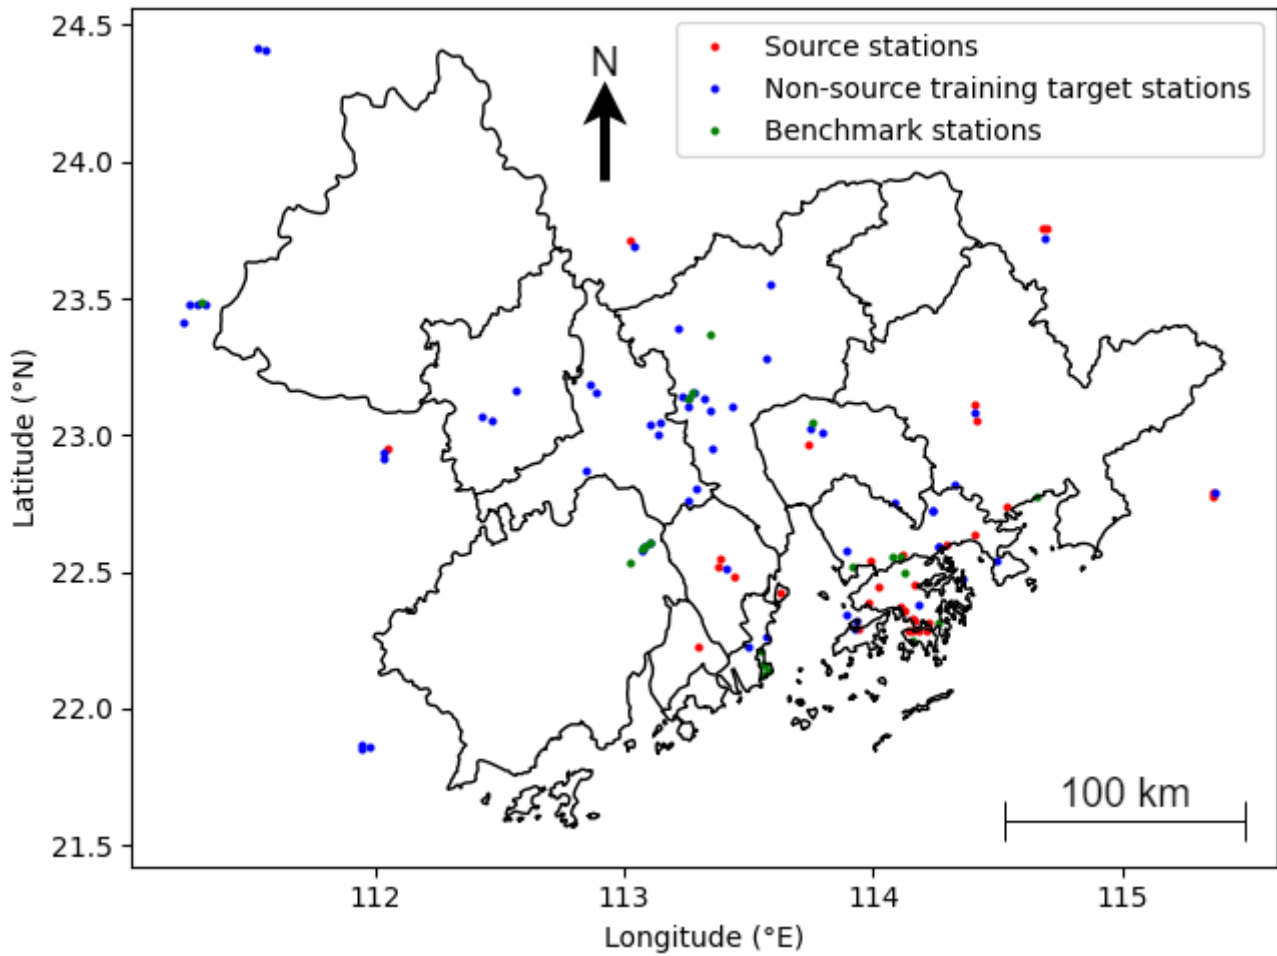 24.5
24.0
23.5
23.0
22.5
22.0
21.5
Latitude (°N)
N
Source stations
Non-source training target stations
Benchmark stations
100 km
112
113
114
115
Longitude (°E)